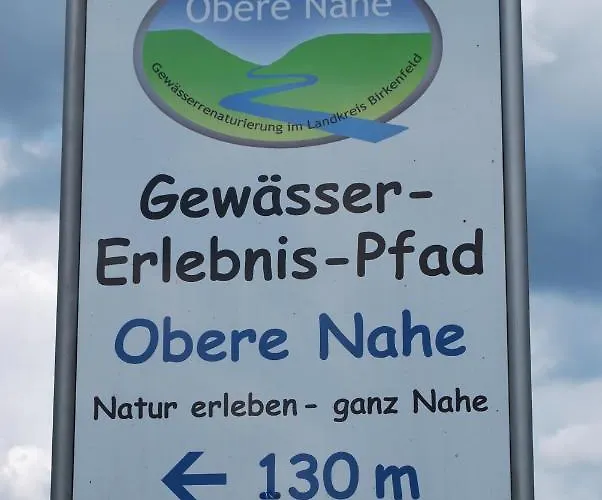 Obere Nahe
Gewässerrenaturierung im Landkreis Birkenfeld
Gewässer-
Erlebnis-Pfad
Obere Nahe
Natur erleben - ganz Nahe
← 130 m